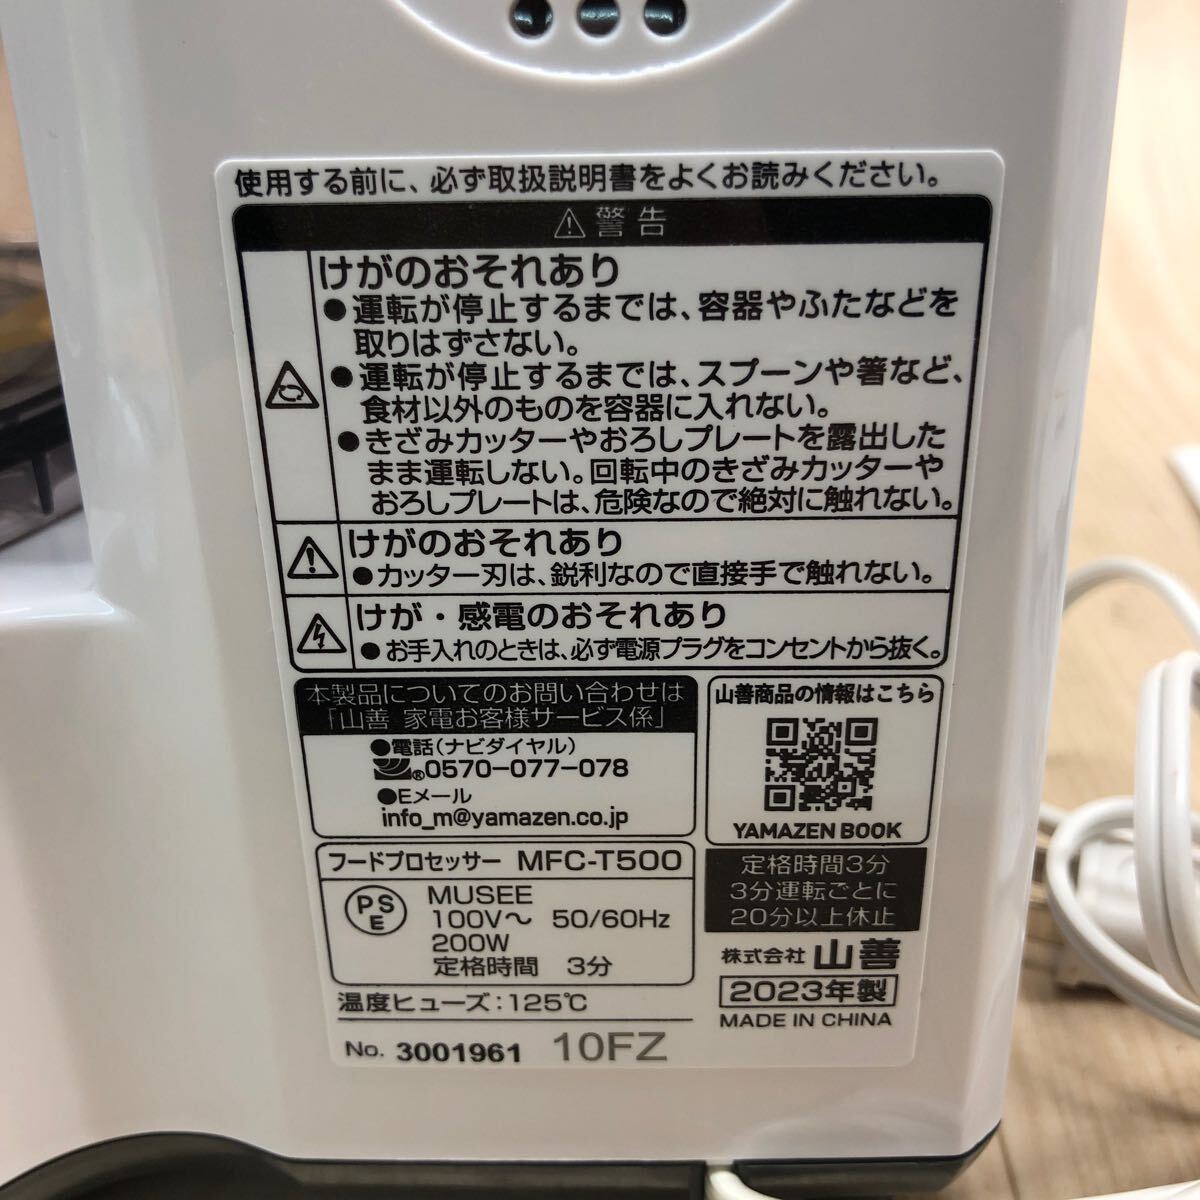 使用する前に、必ず取扱説明書をよくお読みください。
警告
けがのおそれあり
●運転が停止するまでは、容器やふたなどを
取りはずさない。
●運転が停止するまでは、スプーンや箸など、
食材以外のものを容器に入れない。
●きざみカッターやおろしプレートを露出した
まま運転しない。回転中のきざみカッターや
おろしプレートは、危険なので絶対に触れない。
けがのおそれあり
●カッター刃は、鋭利なので直接手で触れない。
けが・感電のおそれあり
●お手入れのときは、必ず電源プラグをコンセントから抜く。
本製品についてのお問い合わせは
「山善 家電お客様サービス係」
●電話(ナビダイヤル)
®0570-077-078
●Eメール
info_m@yamazen.co.jp
山善商品の情報はこちら
YAMAZEN BOOK
フードプロセッサー MFC-T500
PSE
MUSEE
100V～ 50/60Hz
200W
定格時間 3分
温度ヒューズ:125℃
No. 3001961 10FZ
定格時間3分
3分運転ごとに
20分以上休止
株式会社 山善
2023年製
MADE IN CHINA